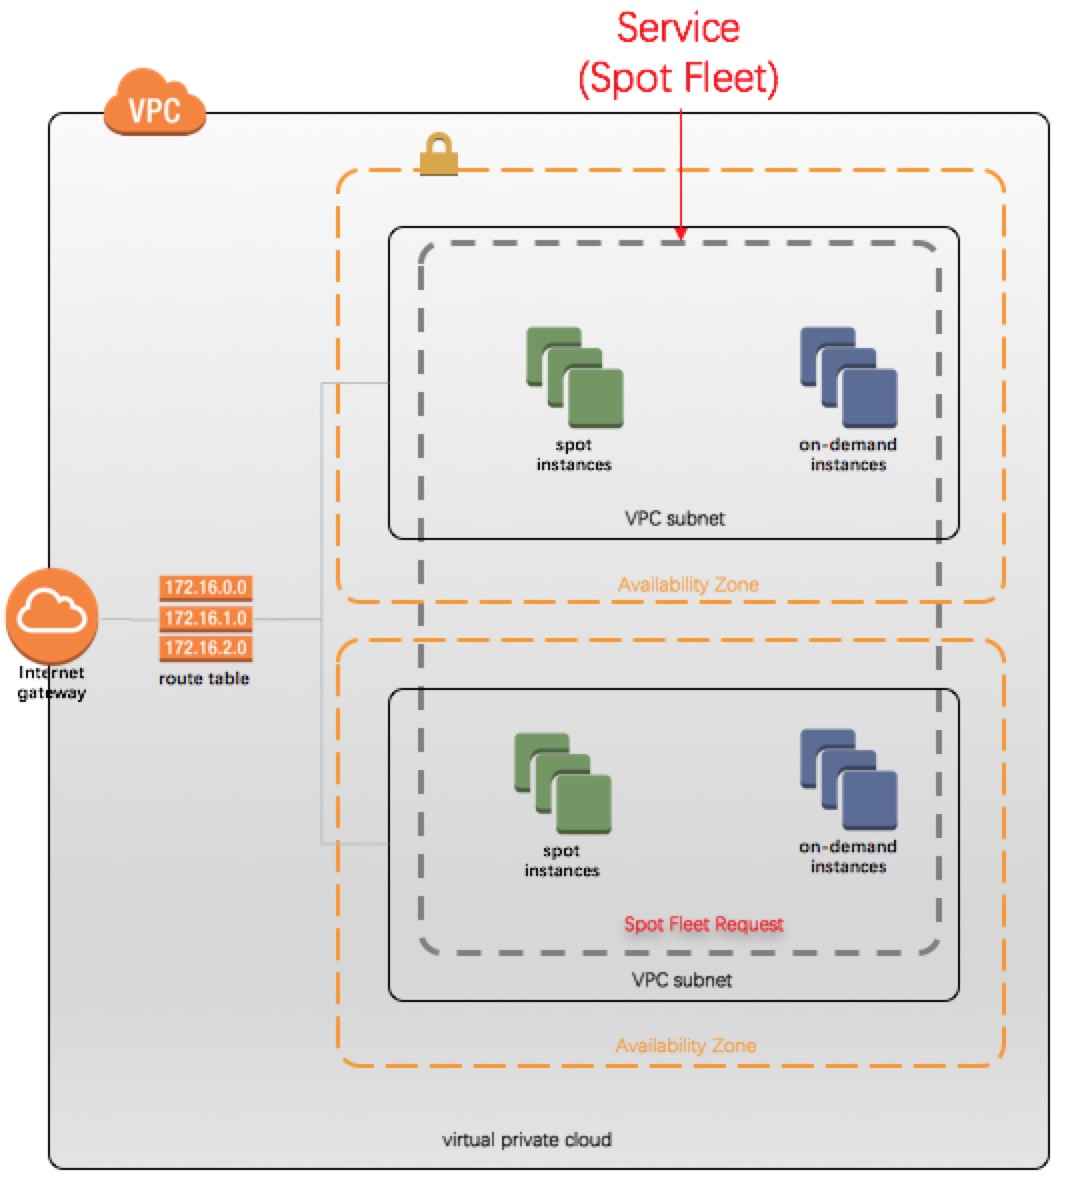 Service
(Spot Fleet)
VPC
spot
instances
on-demand
instances
VPC subnet
Availability Zone
172.16.0.0
172.16.1.0
172.16.2.0
route table
Internet
gateway
spot
instances
on-demand
instances
Spot Fleet Request
VPC subnet
Availability Zone
virtual private cloud